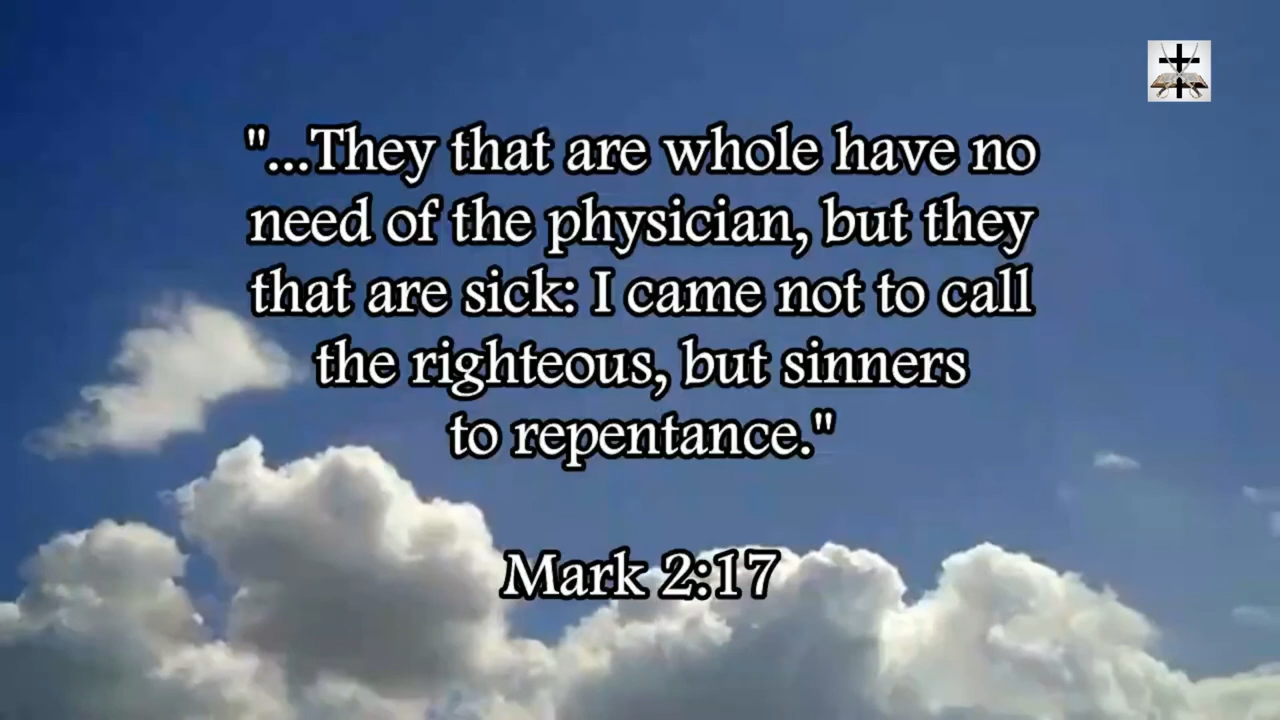 "...They that are whole have no
need of the physician, but they
that are sick: I came not to call
the righteous, but sinners
to repentance."
Mark 2:17